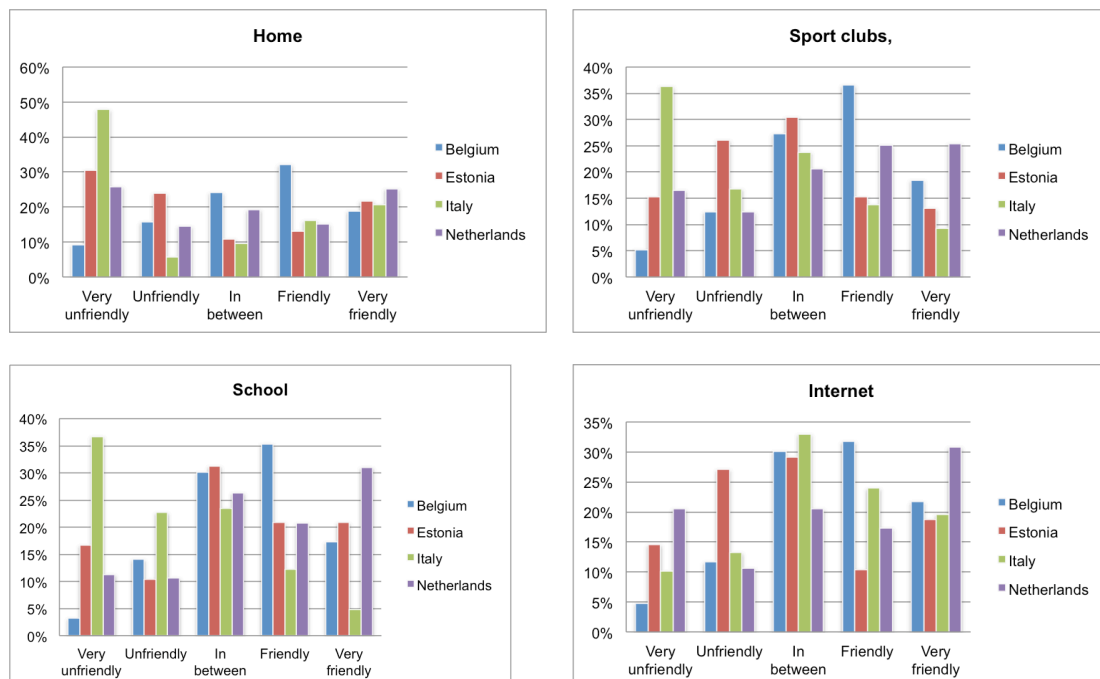 Home
60%
50%
40%
30%
20%
10%
0%
Very unfriendly
Unfriendly
In between
Friendly
Very friendly
Belgium
Estonia
Italy
Netherlands
Sport clubs,
40%
35%
30%
25%
20%
15%
10%
5%
0%
Very unfriendly
Unfriendly
In between
Friendly
Very friendly
Belgium
Estonia
Italy
Netherlands
School
40%
35%
30%
25%
20%
15%
10%
5%
0%
Very unfriendly
Unfriendly
In between
Friendly
Very friendly
Belgium
Estonia
Italy
Netherlands
Internet
35%
30%
25%
20%
15%
10%
5%
0%
Very unfriendly
Unfriendly
In between
Friendly
Very friendly
Belgium
Estonia
Italy
Netherlands